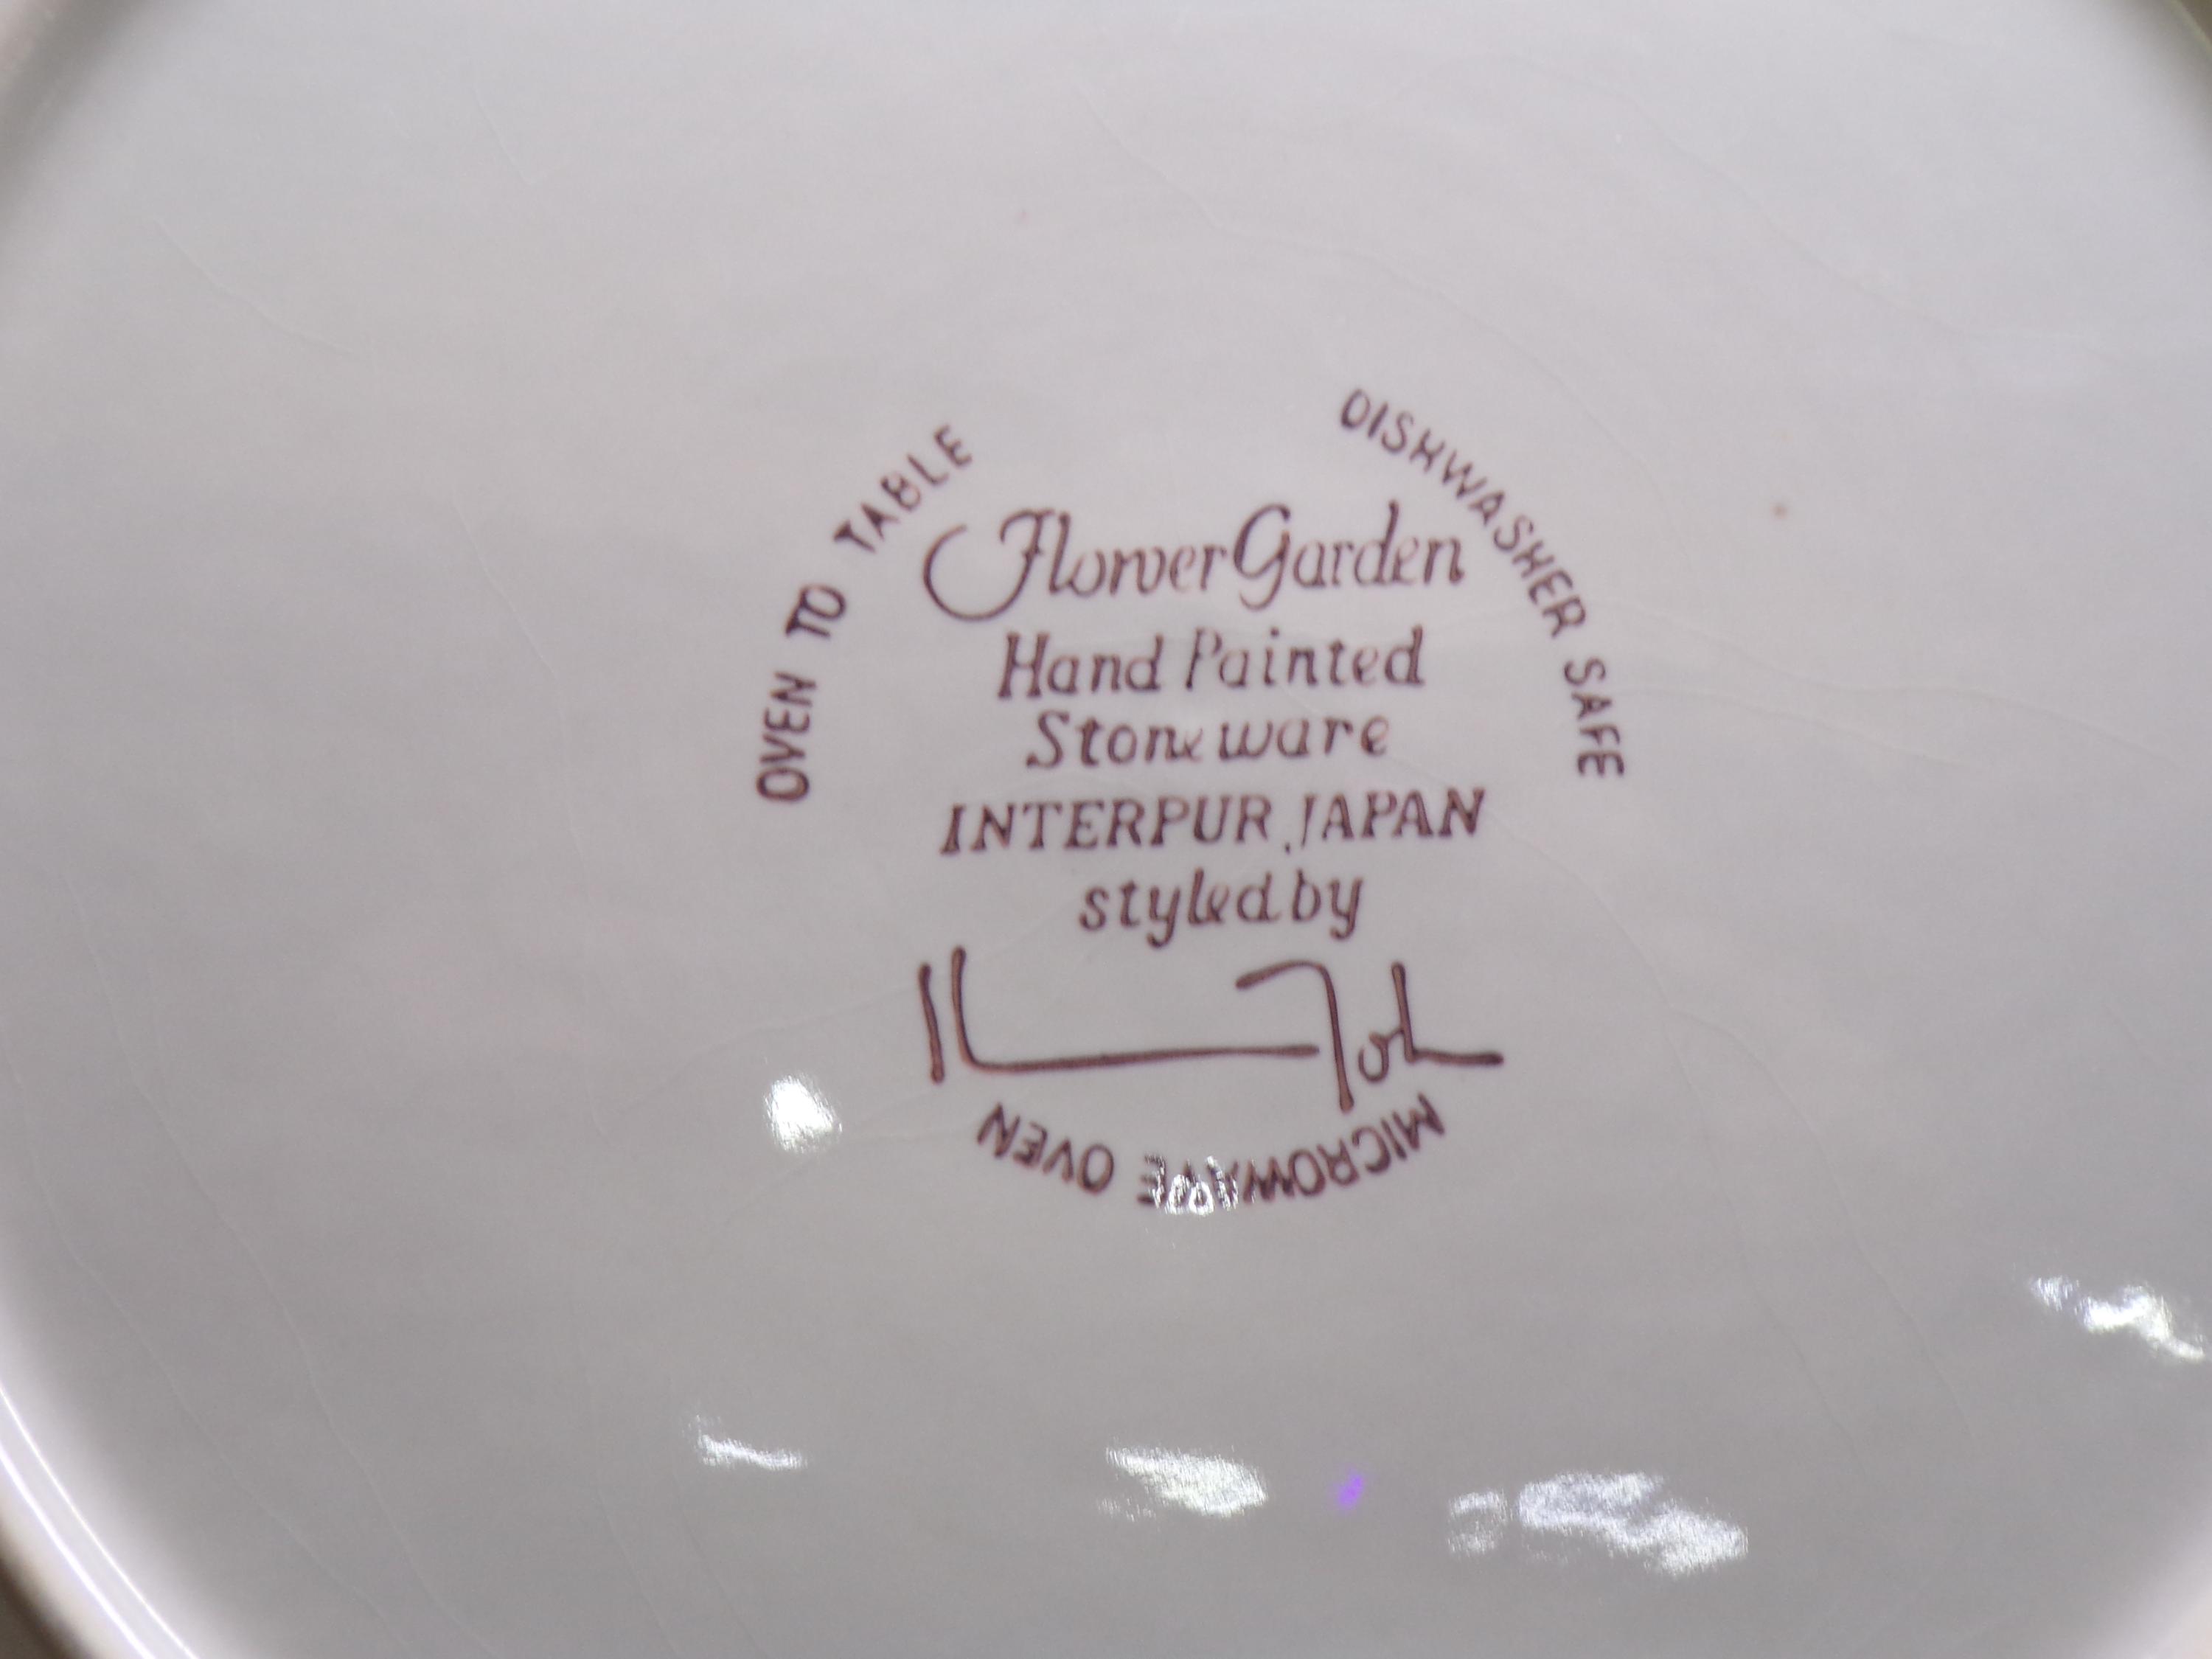 OVEN TO TABLE
DISHWASHER SAFE
Flower Garden
Hand Painted
Stoneware
INTERPUR, JAPAN
styled by
MICROWAVE OVEN